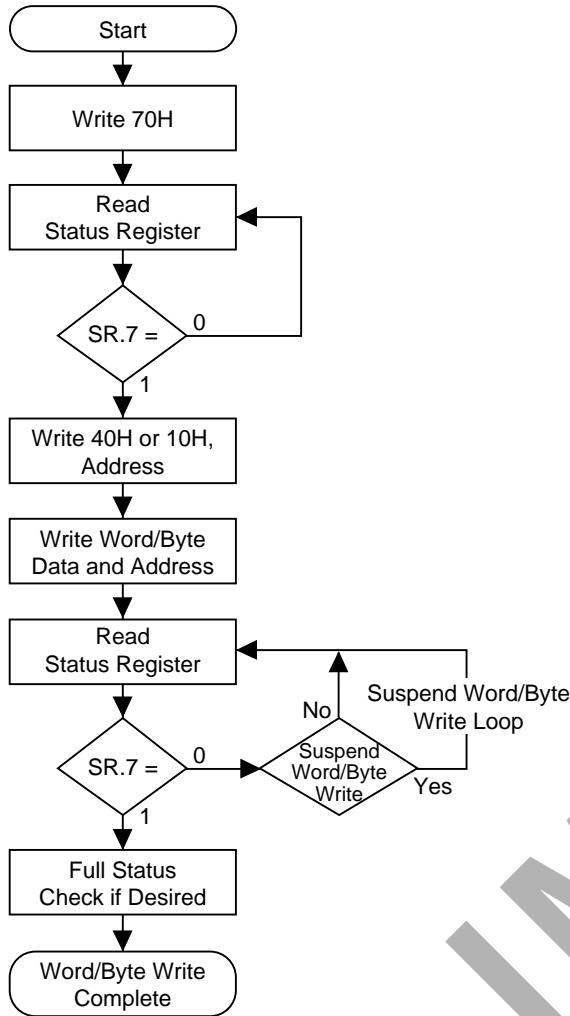 Start
Write 70H
Read
Status Register
SR.7 =
0
1
Write 40H or 10H,
Address
Write Word/Byte
Data and Address
Read
Status Register
SR.7 =
0
1
Suspend
Word/Byte
Write
No
Yes
Suspend Word/Byte
Write Loop
Full Status
Check if Desired
Word/Byte Write
Complete